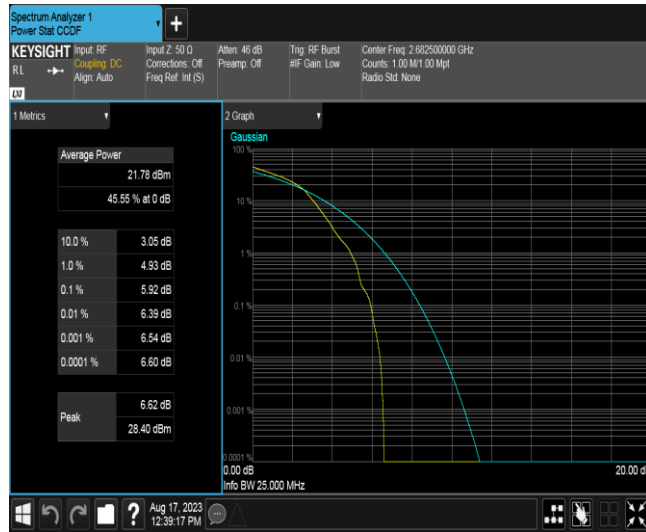 Spectrum Analyzer 1
Power Stat CCDF
KEYSIGHT
RL
LXI
Input: RF
Coupling: DC
Align: Auto
Input Z: 50 Ω
Corrections: Off
Freq Ref: Int (S)
Atten: 46 dB
Preamp: Off
Trig: RF Burst
#IF Gain: Low
Center Freq: 2.682500000 GHz
Counts: 1.00 M/1.00 Mpt
Radio Std: None
1 Metrics
Average Power
21.78 dBm
45.55 % at 0 dB
10.0 % 3.05 dB
1.0 % 4.93 dB
0.1 % 5.92 dB
0.01 % 6.39 dB
0.001 % 6.54 dB
0.0001 % 6.60 dB
Peak
6.62 dB
28.40 dBm
2 Graph
Gaussian
100 %
10 %
1 %
0.1 %
0.01 %
0.001 %
0.0001 %
0.00 dB
20.00 d
Info BW 25.000 MHz
?
Aug 17, 2023
12:39:17 PM